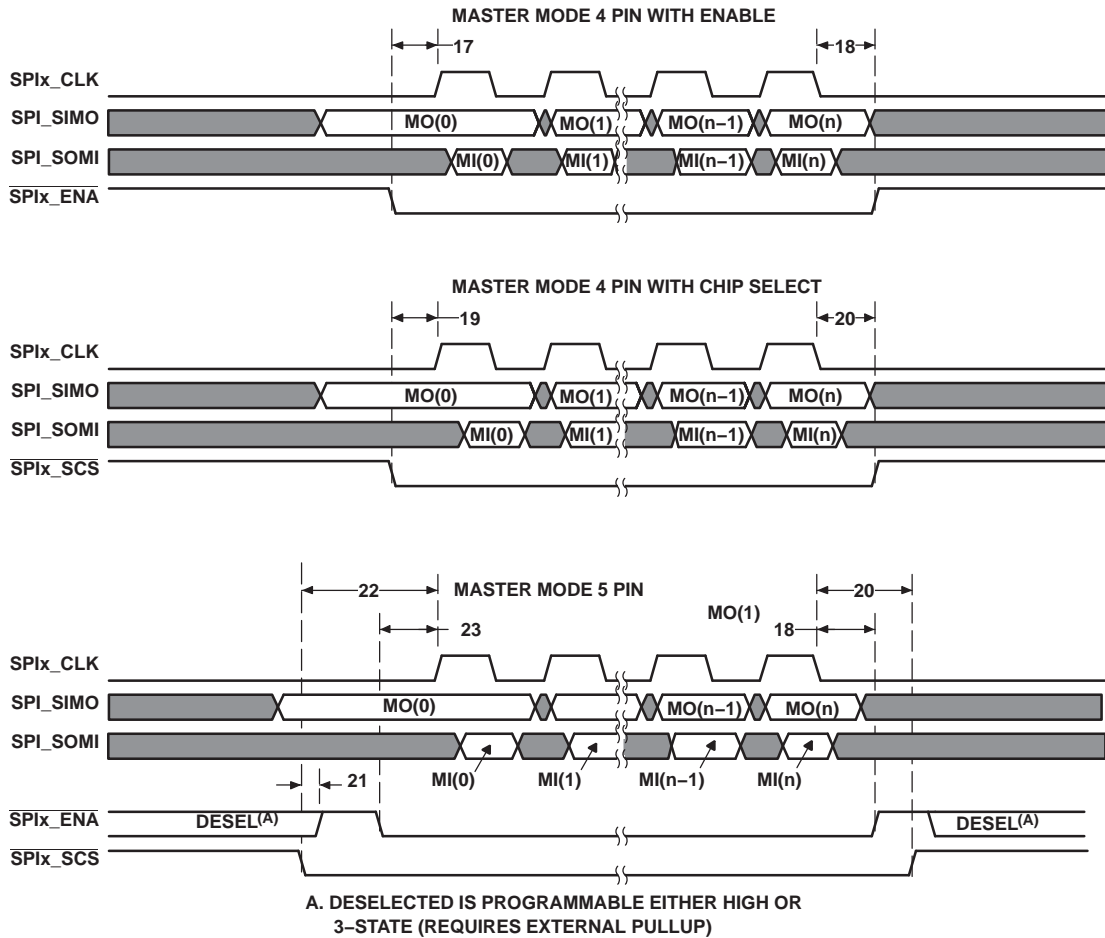 MASTER MODE 4 PIN WITH ENABLE
17
18
SPIx_CLK
SPI_SIMO
MO(0)
MO(1)
MO(n−1)
MO(n)
SPI_SOMI
MI(0)
MI(1)
MI(n−1)
MI(n)
SPIx_ENA
MASTER MODE 4 PIN WITH CHIP SELECT
19
20
SPIx_CLK
SPI_SIMO
MO(0)
MO(1)
MO(n−1)
MO(n)
SPI_SOMI
MI(0)
MI(1)
MI(n−1)
MI(n)
SPIx_SCS
22
MASTER MODE 5 PIN
20
MO(1)
23
18
SPIx_CLK
SPI_SIMO
MO(0)
MO(n−1)
MO(n)
SPI_SOMI
MI(0)
MI(1)
MI(n−1)
MI(n)
21
SPIx_ENA
DESEL(A)
DESEL(A)
SPIx_SCS
A. DESELECTED IS PROGRAMMABLE EITHER HIGH OR
3−STATE (REQUIRES EXTERNAL PULLUP)